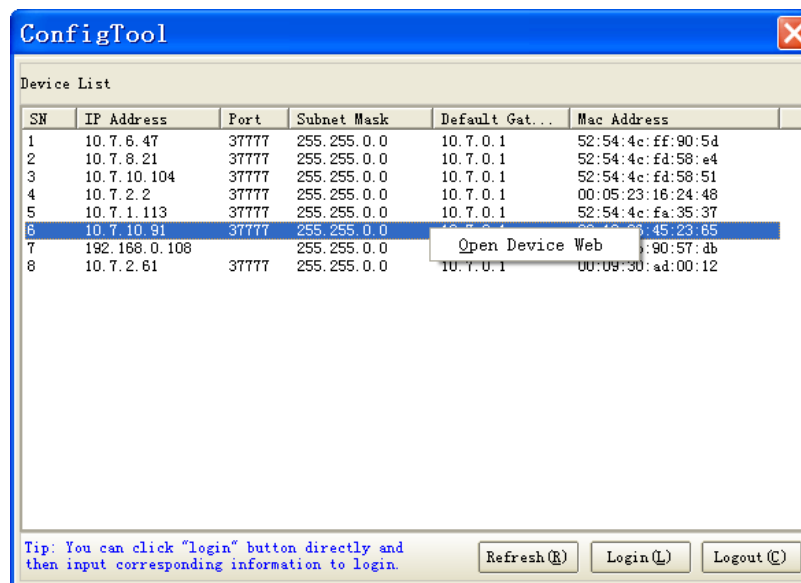 ConfigTool
Device List
SN IP Address Port Subnet Mask Default Gat... Mac Address
1 10.7.6.47 37777 255.255.0.0 10.7.0.1 52:54:4c:ff:90:5d
2 10.7.8.21 37777 255.255.0.0 10.7.0.1 52:54:4c:fd:58:e4
3 10.7.10.104 37777 255.255.0.0 10.7.0.1 52:54:4c:fd:58:51
4 10.7.2.2 37777 255.255.0.0 10.7.0.1 00:05:23:16:24:48
5 10.7.1.113 37777 255.255.0.0 10.7.0.1 52:54:4c:fa:35:37
6 10.7.10.91 37777 255.255.0.0 :45:23:65
Open Device Web
7 192.168.0.108 255.255.0.0 :90:57:db
8 10.7.2.61 37777 255.255.0.0 10.7.0.1 00:09:30:ad:00:12
Tip: You can click "login" button directly and
then input corresponding information to login.
Refresh(R) Login(L) Logout(C)